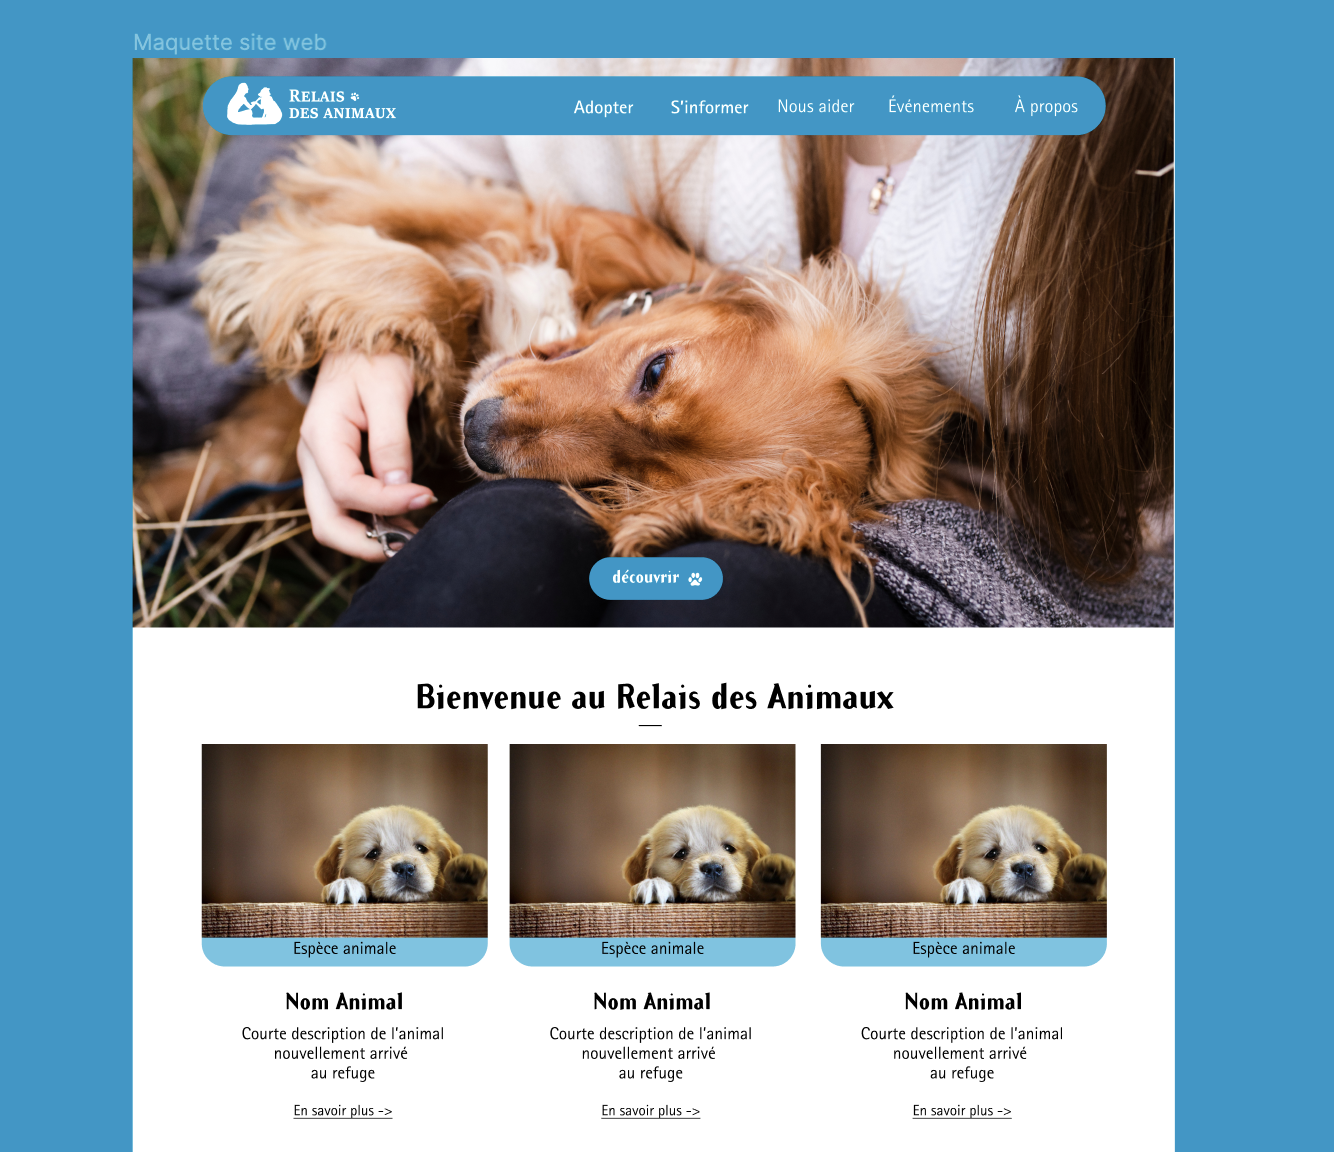 Maquette site web
RELAIS
DES ANIMAUX
Adopter S'informer Nous aider Événements À propos
découvrir
Bienvenue au Relais des Animaux
Espèce animale Espèce animale Espèce animale
Nom Animal Nom Animal Nom Animal
Courte description de l'animal Courte description de l'animal Courte description de l'animal
nouvellement arrivé nouvellement arrivé nouvellement arrivé
au refuge au refuge au refuge
En savoir plus -> En savoir plus -> En savoir plus ->